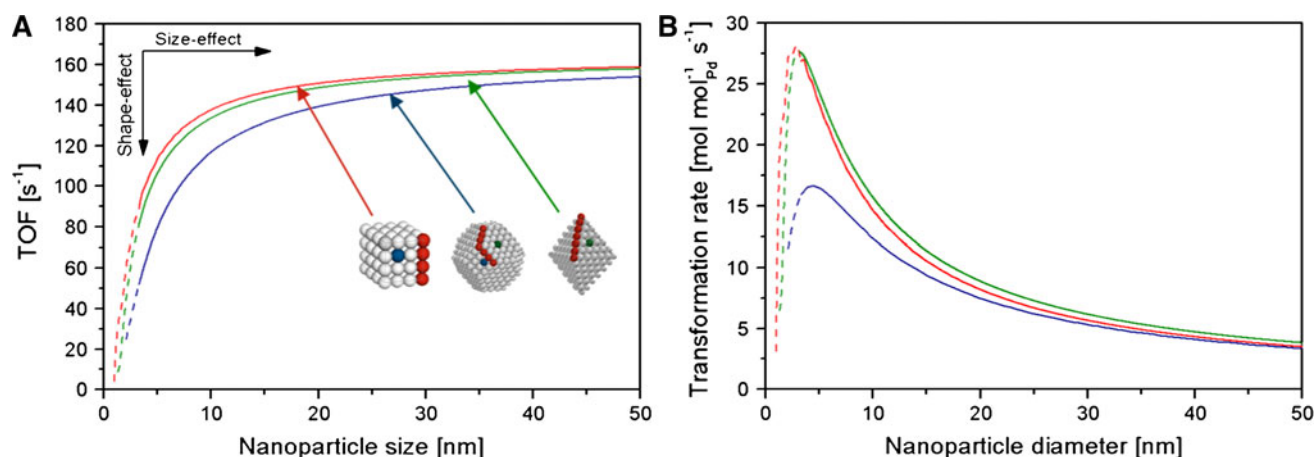 A
TOF [s⁻¹]
180
160
140
120
100
80
60
40
20
0
Size-effect
Shape-effect
0 10 20 30 40 50
Nanoparticle size [nm]
B
Transformation rate [mol mol⁻¹Pd s⁻¹]
30
25
20
15
10
5
0
0 10 20 30 40 50
Nanoparticle diameter [nm]